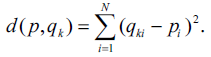 d(p,q_k) = \sum_{i=1}^{N} (q_{ki} - p_i)^2.